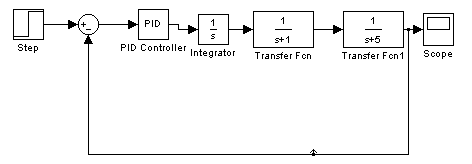 PID
1
s
1
s+1
1
s+5
Step
PID Controller
Integrator
Transfer Fcn
Transfer Fcn1
Scope